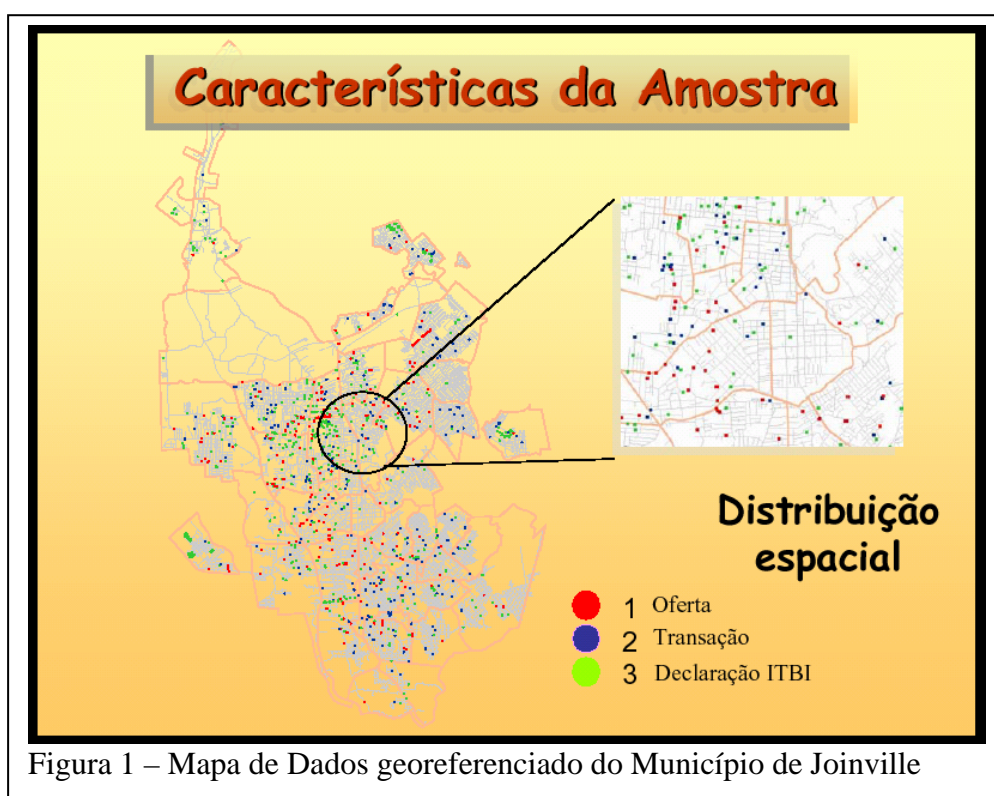 Características da Amostra
Distribuição
espacial
1 Oferta
2 Transação
3 Declaração ITBI
Figura 1 – Mapa de Dados georeferenciado do Município de Joinville